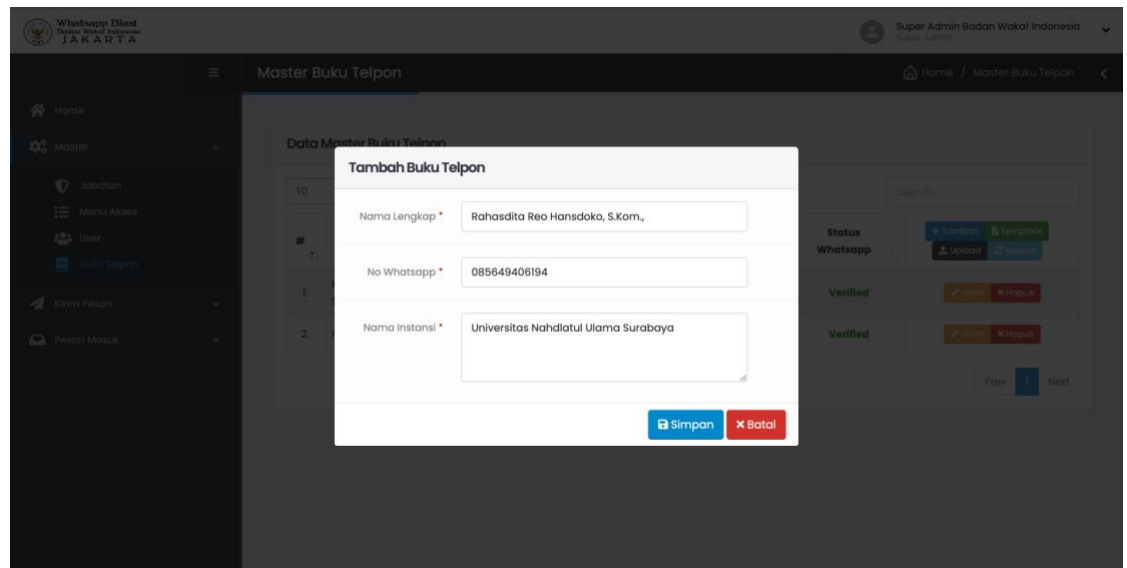 Whatsapp Blast
Badan Wakaf Indonesia
JAKARTA
Super Admin Badan Wakaf Indonesia
Super Admin
Master Buku Telpon
Home / Master Buku Telpon
Home
Master
Jabatan
Menu Akses
User
Buku Telpon
Kirim Pesan
Pesan Masuk
Data Master Buku Telpon
10
Search...
#
Status Whatsapp
+ Tambah
Template
Upload
1.
Verified
Ubah
Hapus
2.
Verified
Ubah
Hapus
Prev 1 Next
Tambah Buku Telpon
Nama Lengkap *
Rahasdita Reo Hansdoko, S.Kom.,
No Whatsapp *
085649406194
Nama Instansi *
Universitas Nahdlatul Ulama Surabaya
Simpan
Batal